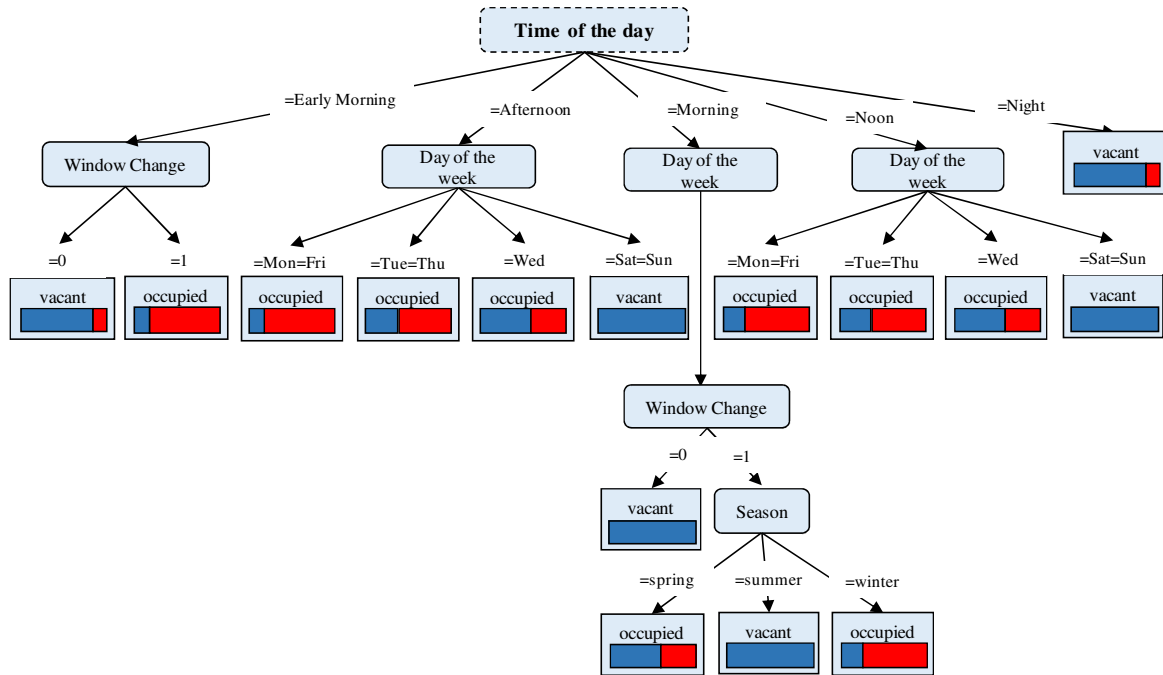 Time of the day
=Early Morning
=Afternoon
=Morning
=Noon
=Night
Window Change
Day of the
week
Day of the
week
Day of the
week
vacant
=0
=1
=Mon=Fri
=Tue=Thu
=Wed
=Sat=Sun
=Mon=Fri
=Tue=Thu
=Wed
=Sat=Sun
vacant
occupied
occupied
occupied
occupied
vacant
occupied
occupied
occupied
vacant
Window Change
=0
=1
vacant
Season
=spring
=summer
=winter
occupied
vacant
occupied